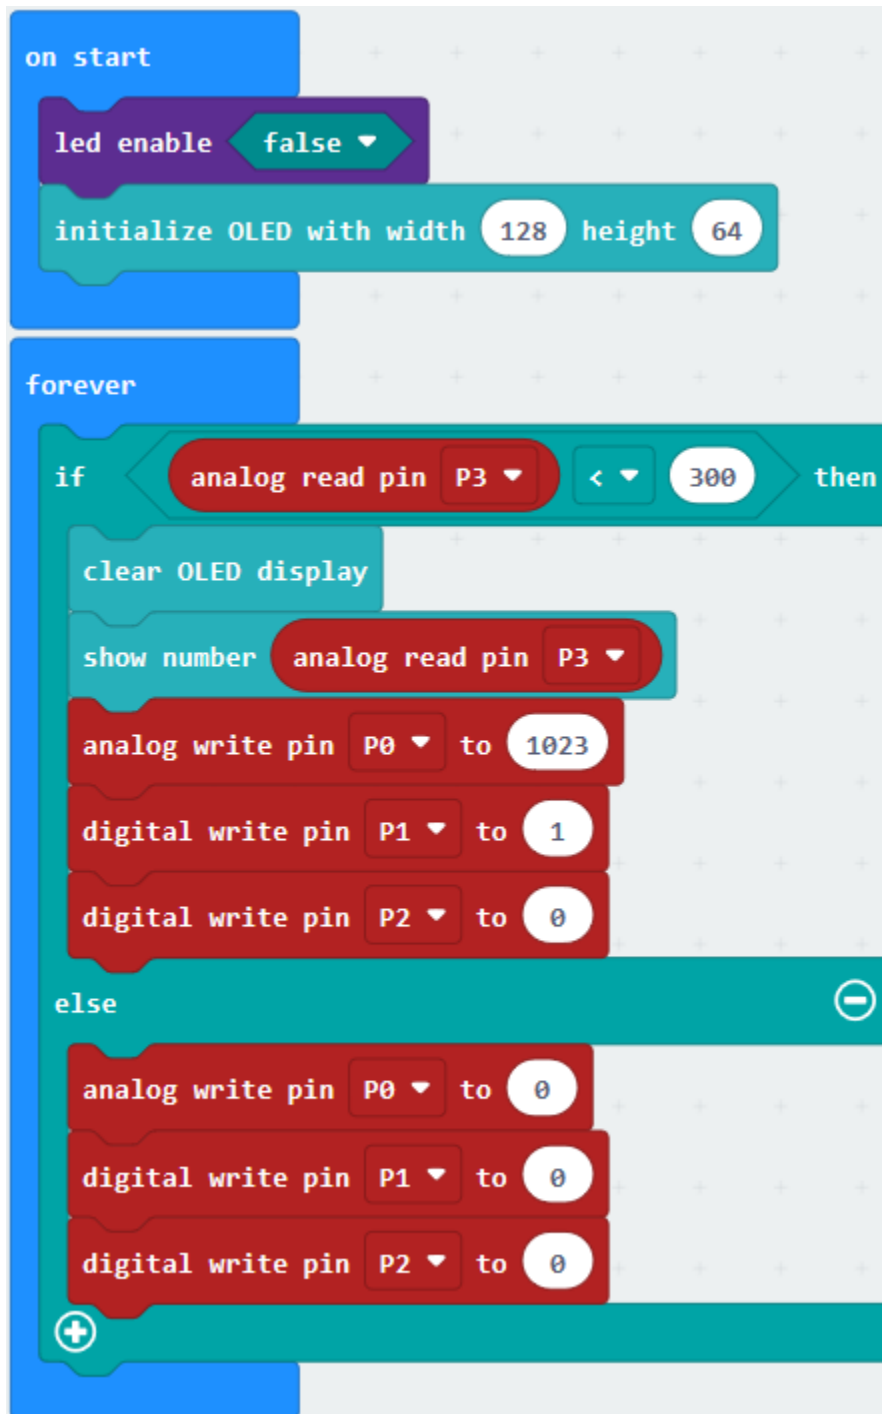 on start
led enable false
initialize OLED with width 128 height 64
forever
if analog read pin P3 < 300 then
clear OLED display
show number analog read pin P3
analog write pin P0 to 1023
digital write pin P1 to 1
digital write pin P2 to 0
else
analog write pin P0 to 0
digital write pin P1 to 0
digital write pin P2 to 0